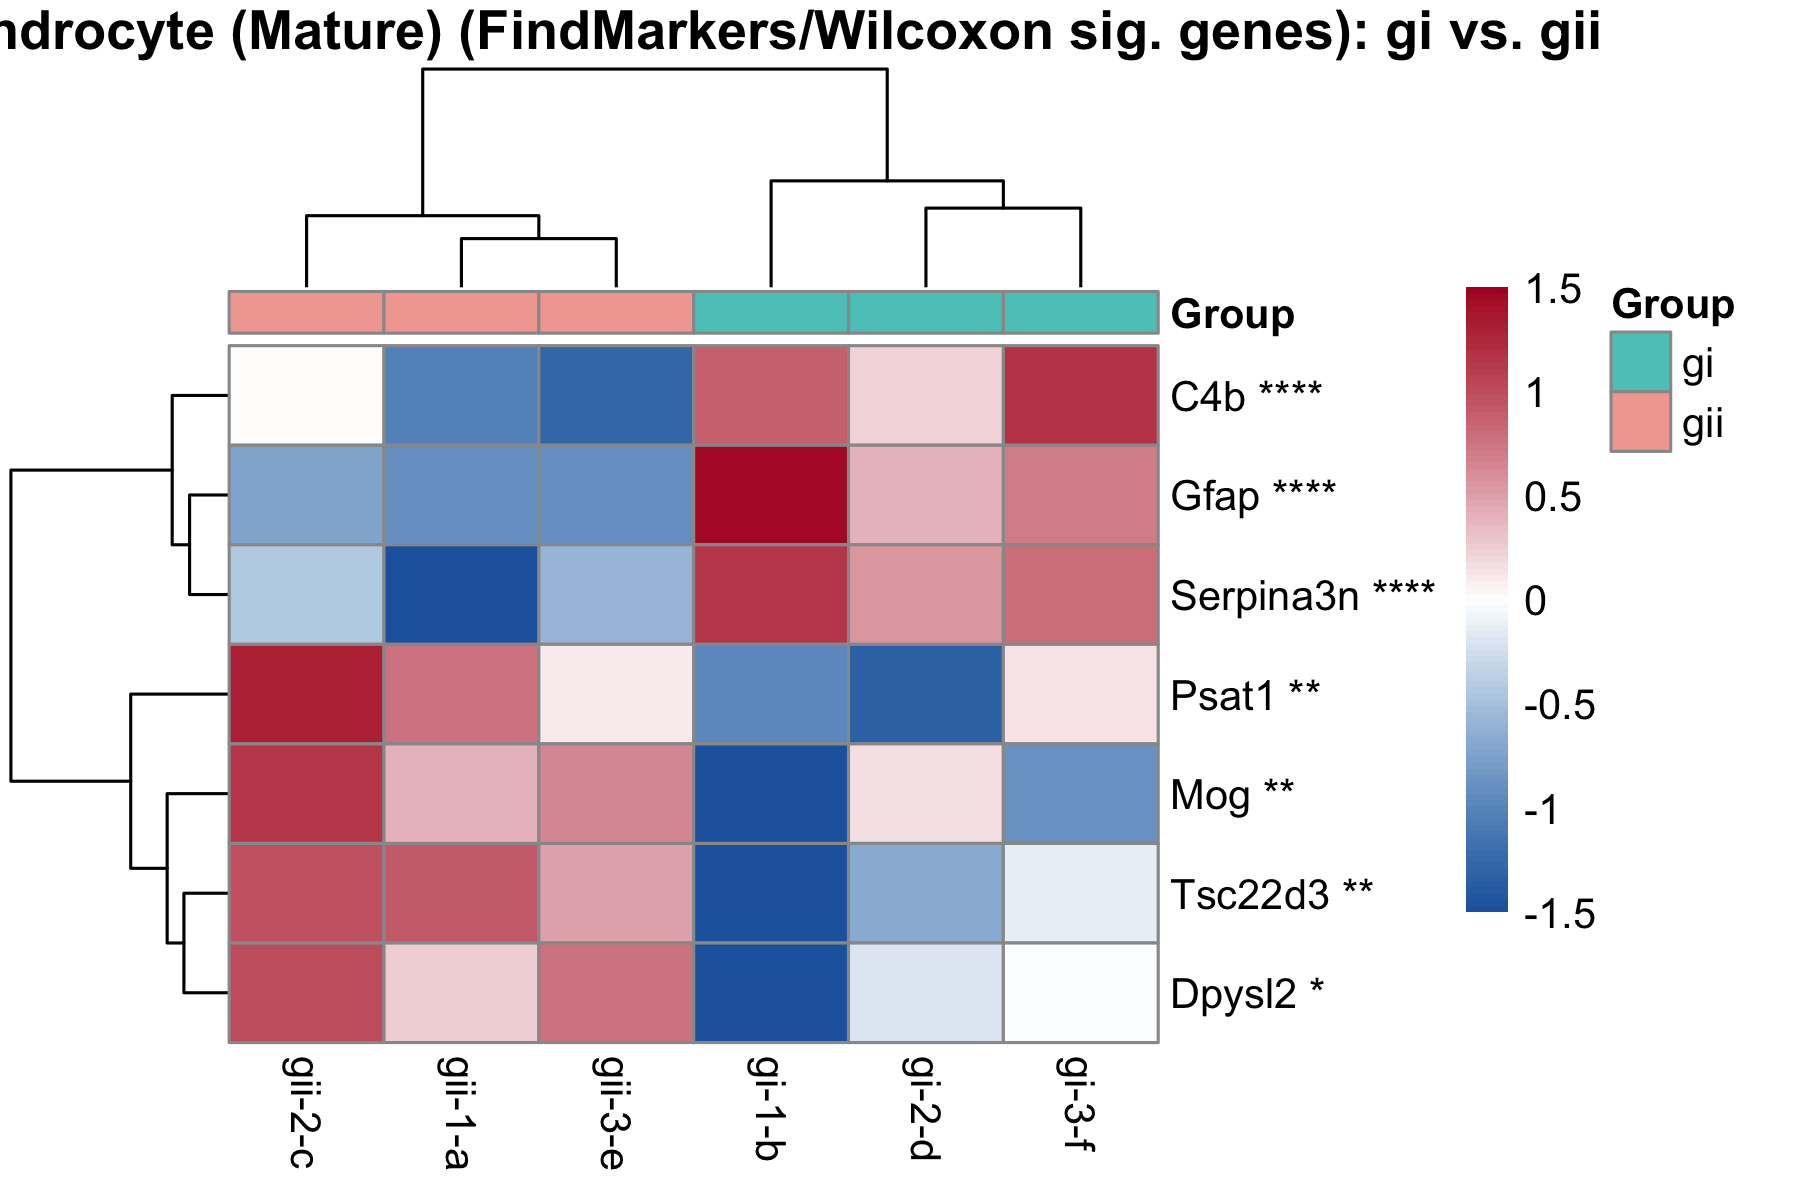 ndrocyte (Mature) (FindMarkers/Wilcoxon sig. genes): gi vs. gii
Group
C4b ****
Gfap ****
Serpina3n ****
Psat1 **
Mog **
Tsc22d3 **
Dpysl2 *
gii-2-c
gii-1-a
gii-3-e
gi-1-b
gi-2-d
gi-3-f
1.5
1
0.5
0
-0.5
-1
-1.5
Group
gi
gii